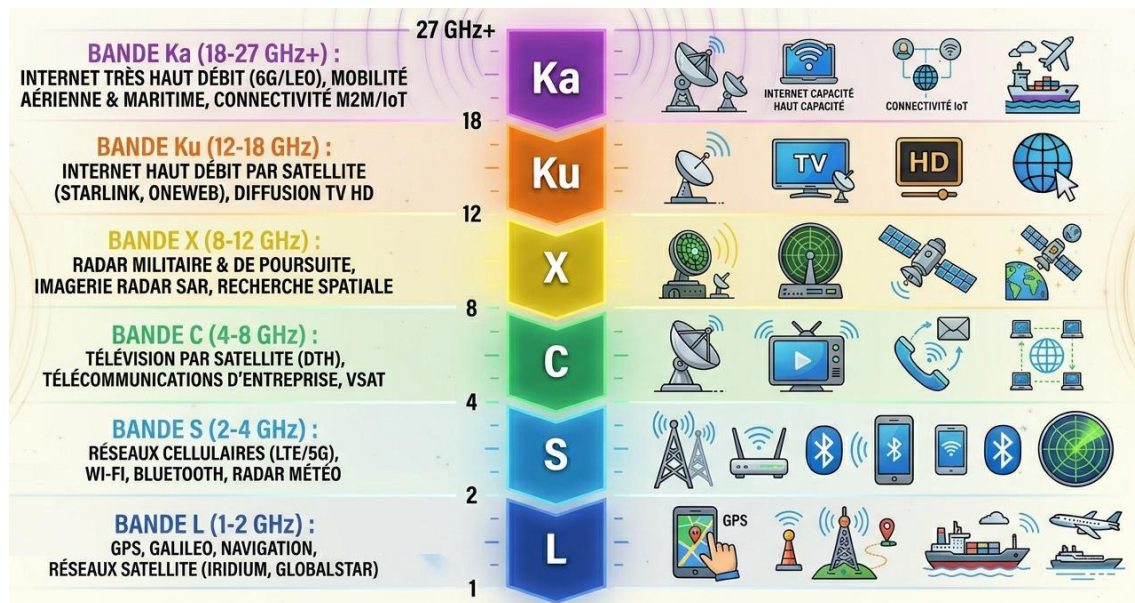 27 GHz+
BANDE Ka (18-27 GHz+) :
INTERNET TRÈS HAUT DÉBIT (6G/LEO), MOBILITÉ
AÉRIENNE & MARITIME, CONNECTIVITÉ M2M/IoT
Ka
INTERNET CAPACITÉ
HAUT CAPACITÉ
CONNECTIVITÉ IoT
18
BANDE Ku (12-18 GHz) :
INTERNET HAUT DÉBIT PAR SATELLITE
(STARLINK, ONEWEB), DIFFUSION TV HD
Ku
TV
HD
12
BANDE X (8-12 GHz) :
RADAR MILITAIRE & DE POURSUITE,
IMAGERIE RADAR SAR, RECHERCHE SPATIALE
X
8
BANDE C (4-8 GHz) :
TÉLÉVISION PAR SATELLITE (DTH),
TÉLÉCOMMUNICATIONS D'ENTREPRISE, VSAT
C
4
BANDE S (2-4 GHz) :
RÉSEAUX CELLULAIRES (LTE/5G),
WI-FI, BLUETOOTH, RADAR MÉTÉO
S
2
BANDE L (1-2 GHz) :
GPS, GALILEO, NAVIGATION,
RÉSEAUX SATELLITE (IRIDIUM, GLOBALSTAR)
L
GPS
1